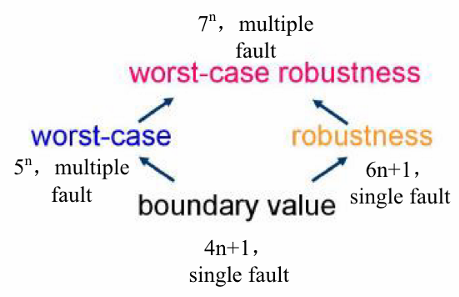 7ⁿ，multiple
fault
worst-case robustness
worst-case
robustness
5ⁿ，multiple
fault
6n+1，
single fault
boundary value
4n+1，
single fault